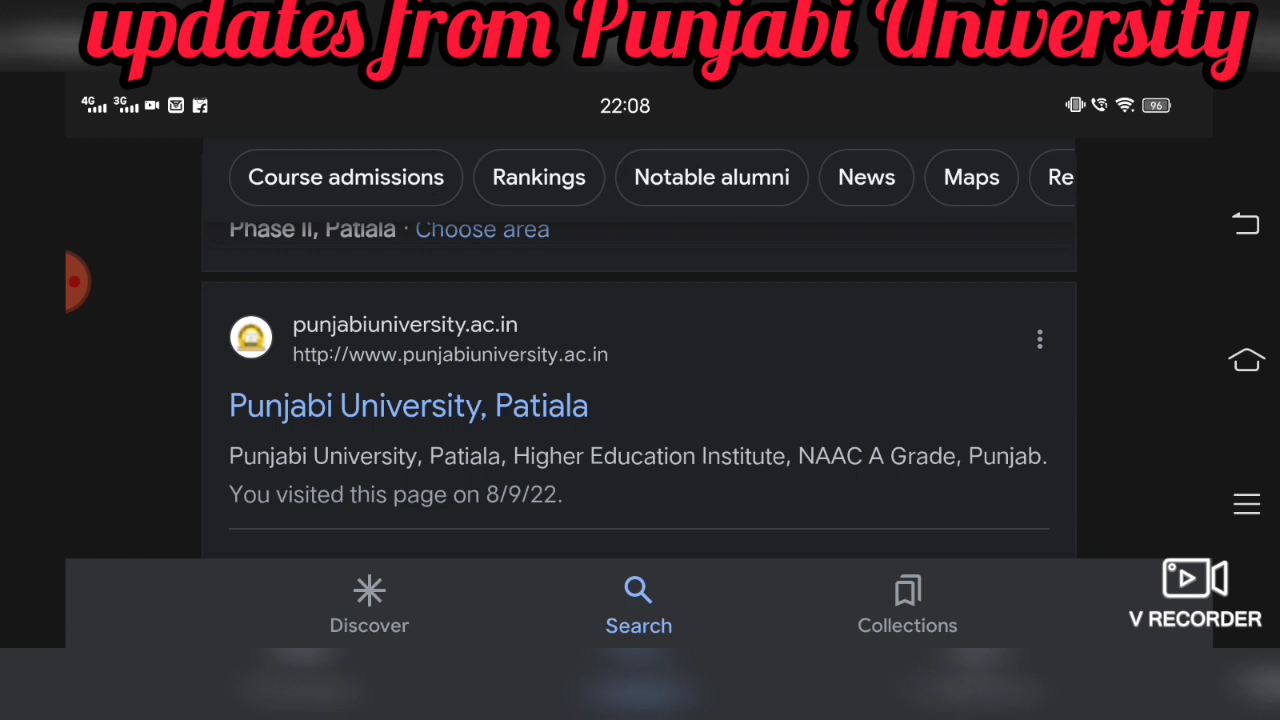 updates from Punjabi University
4G 3G 22:08 96
Course admissions Rankings Notable alumni News Maps Re
Phase II, Patiala · Choose area
punjabiuniversity.ac.in
http://www.punjabiuniversity.ac.in
Punjabi University, Patiala
Punjabi University, Patiala, Higher Education Institute, NAAC A Grade, Punjab.
You visited this page on 8/9/22.
Discover Search Collections
V RECORDER